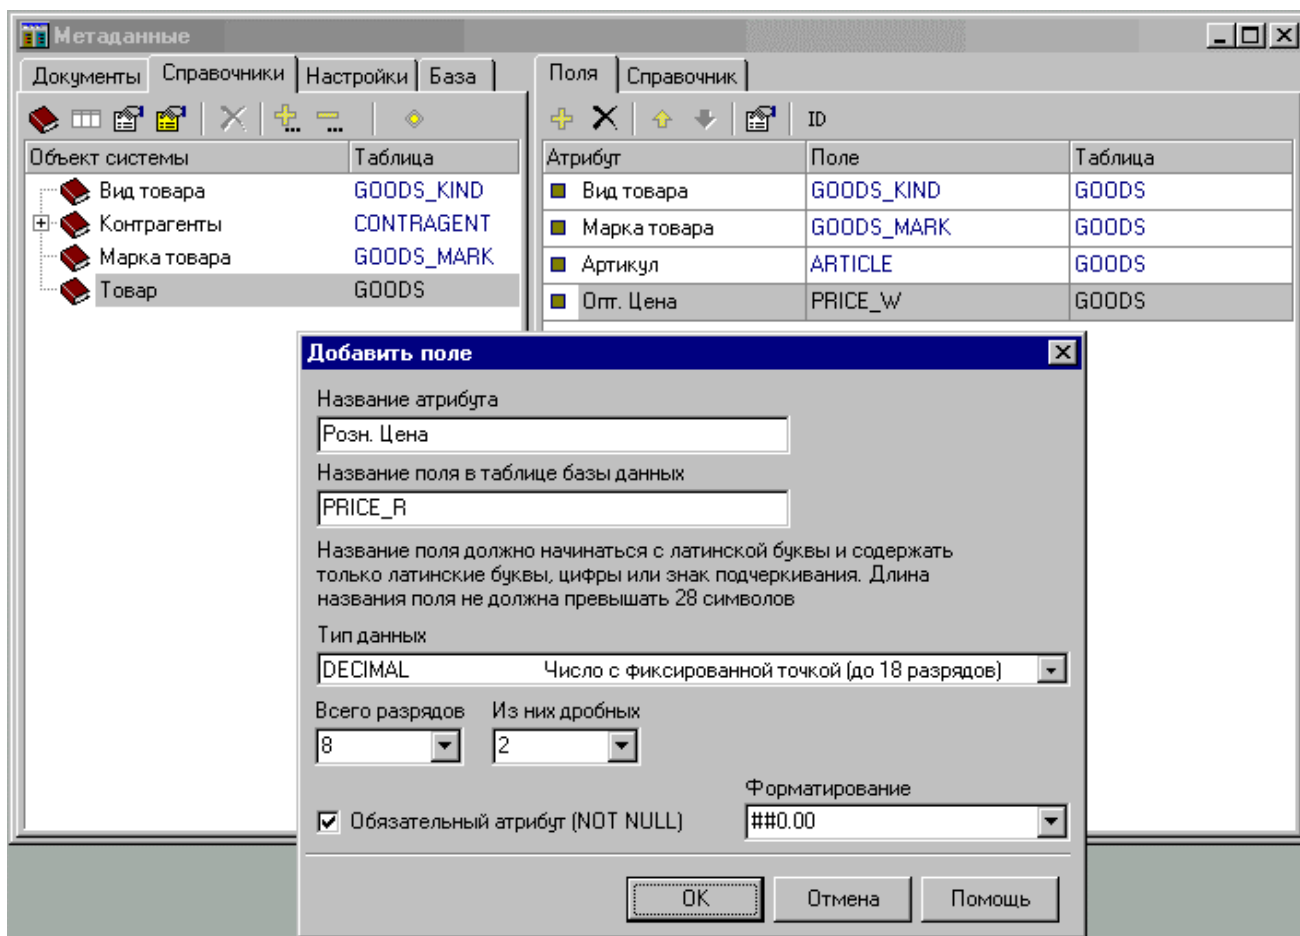 Метаданные
Документы Справочники Настройки База Поля Справочник
ID
Объект системы Таблица Атрибут Поле Таблица
Вид товара GOODS_KIND Вид товара GOODS_KIND GOODS
Контрагенты CONTRAGENT Марка товара GOODS_MARK GOODS
Марка товара GOODS_MARK Артикул ARTICLE GOODS
Товар GOODS Опт. Цена PRICE_W GOODS
Добавить поле
Название атрибута
Розн. Цена
Название поля в таблице базы данных
PRICE_R
Название поля должно начинаться с латинской буквы и содержать
только латинские буквы, цифры или знак подчеркивания. Длина
названия поля не должна превышать 28 символов
Тип данных
DECIMAL Число с фиксированной точкой (до 18 разрядов)
Всего разрядов Из них дробных
8 2
Форматирование
Обязательный атрибут (NOT NULL) ##0.00
OK Отмена Помощь